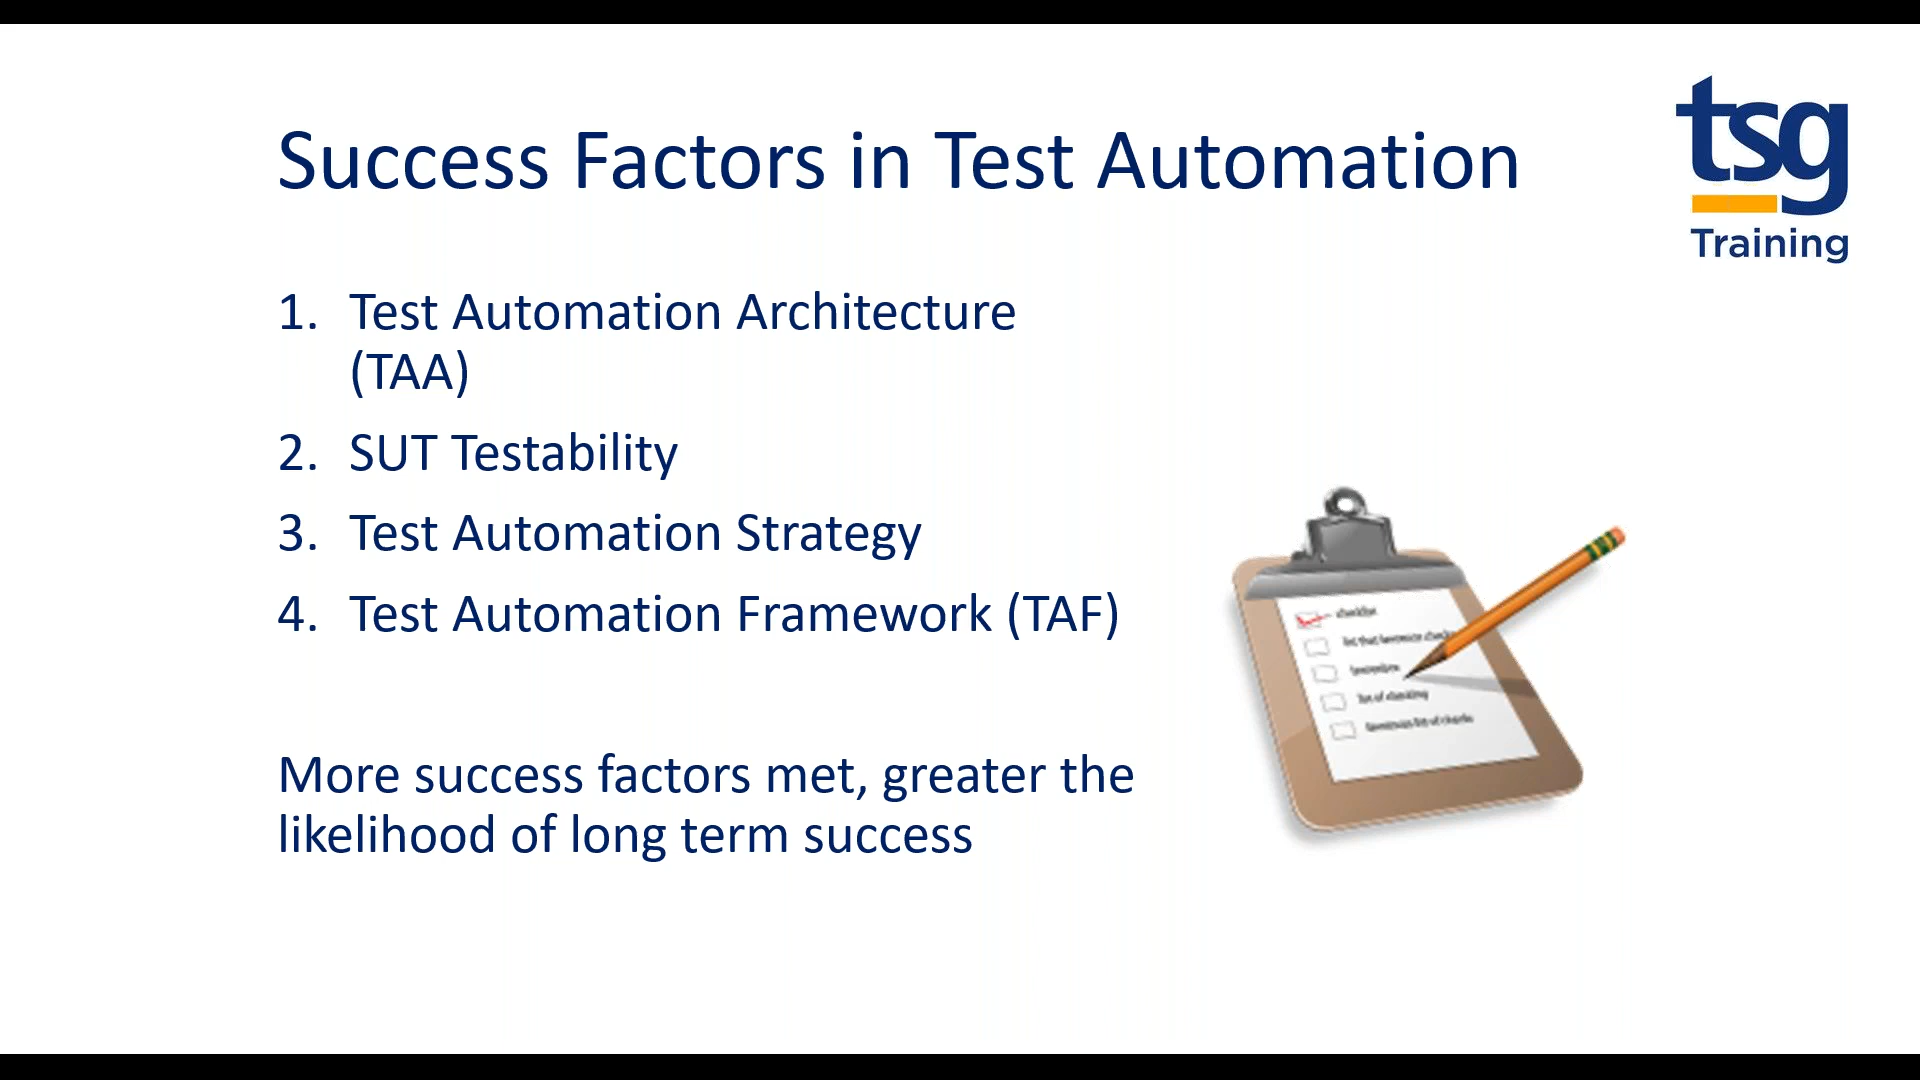 Success Factors in Test Automation
tsg
Training
1. Test Automation Architecture
(TAA)
2. SUT Testability
3. Test Automation Strategy
4. Test Automation Framework (TAF)
checklist
More success factors met, greater the
likelihood of long term success